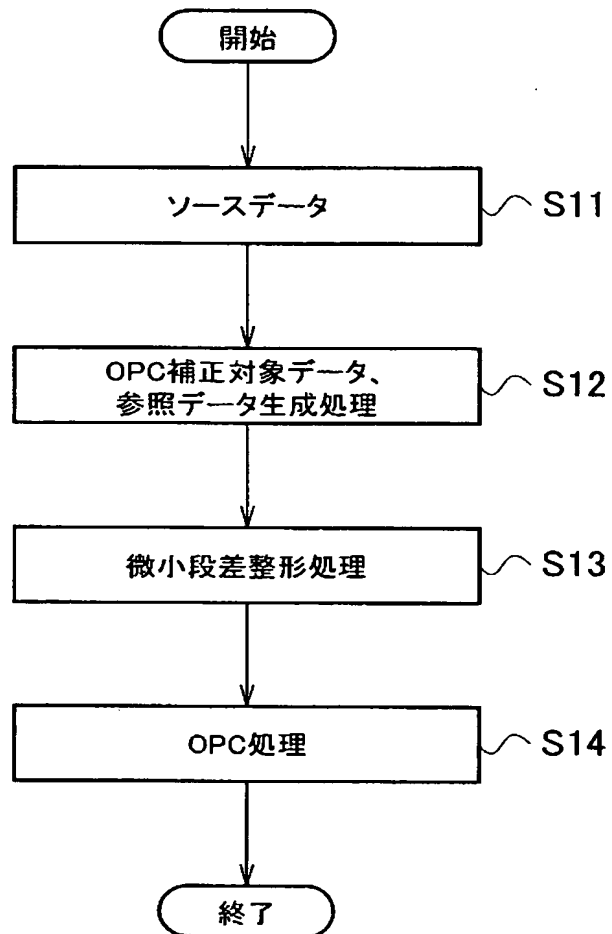 開始
ソースデータ
S11
OPC補正対象データ、
参照データ生成処理
S12
微小段差整形処理
S13
OPC処理
S14
終了